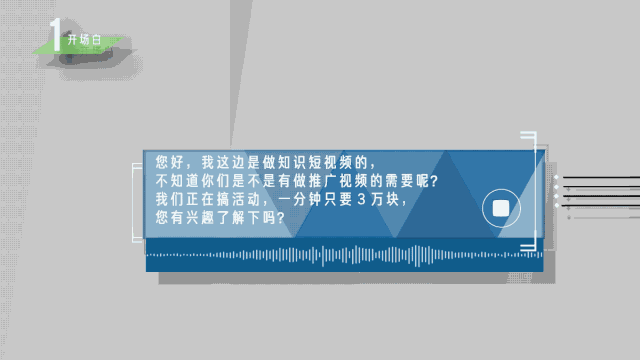 1 开场白
您好，我这边是做知识短视频的，
不知道你们是不是有做推广视频的需要呢？
我们正在搞活动，一分钟只要 3 万块，
您有兴趣了解下吗？